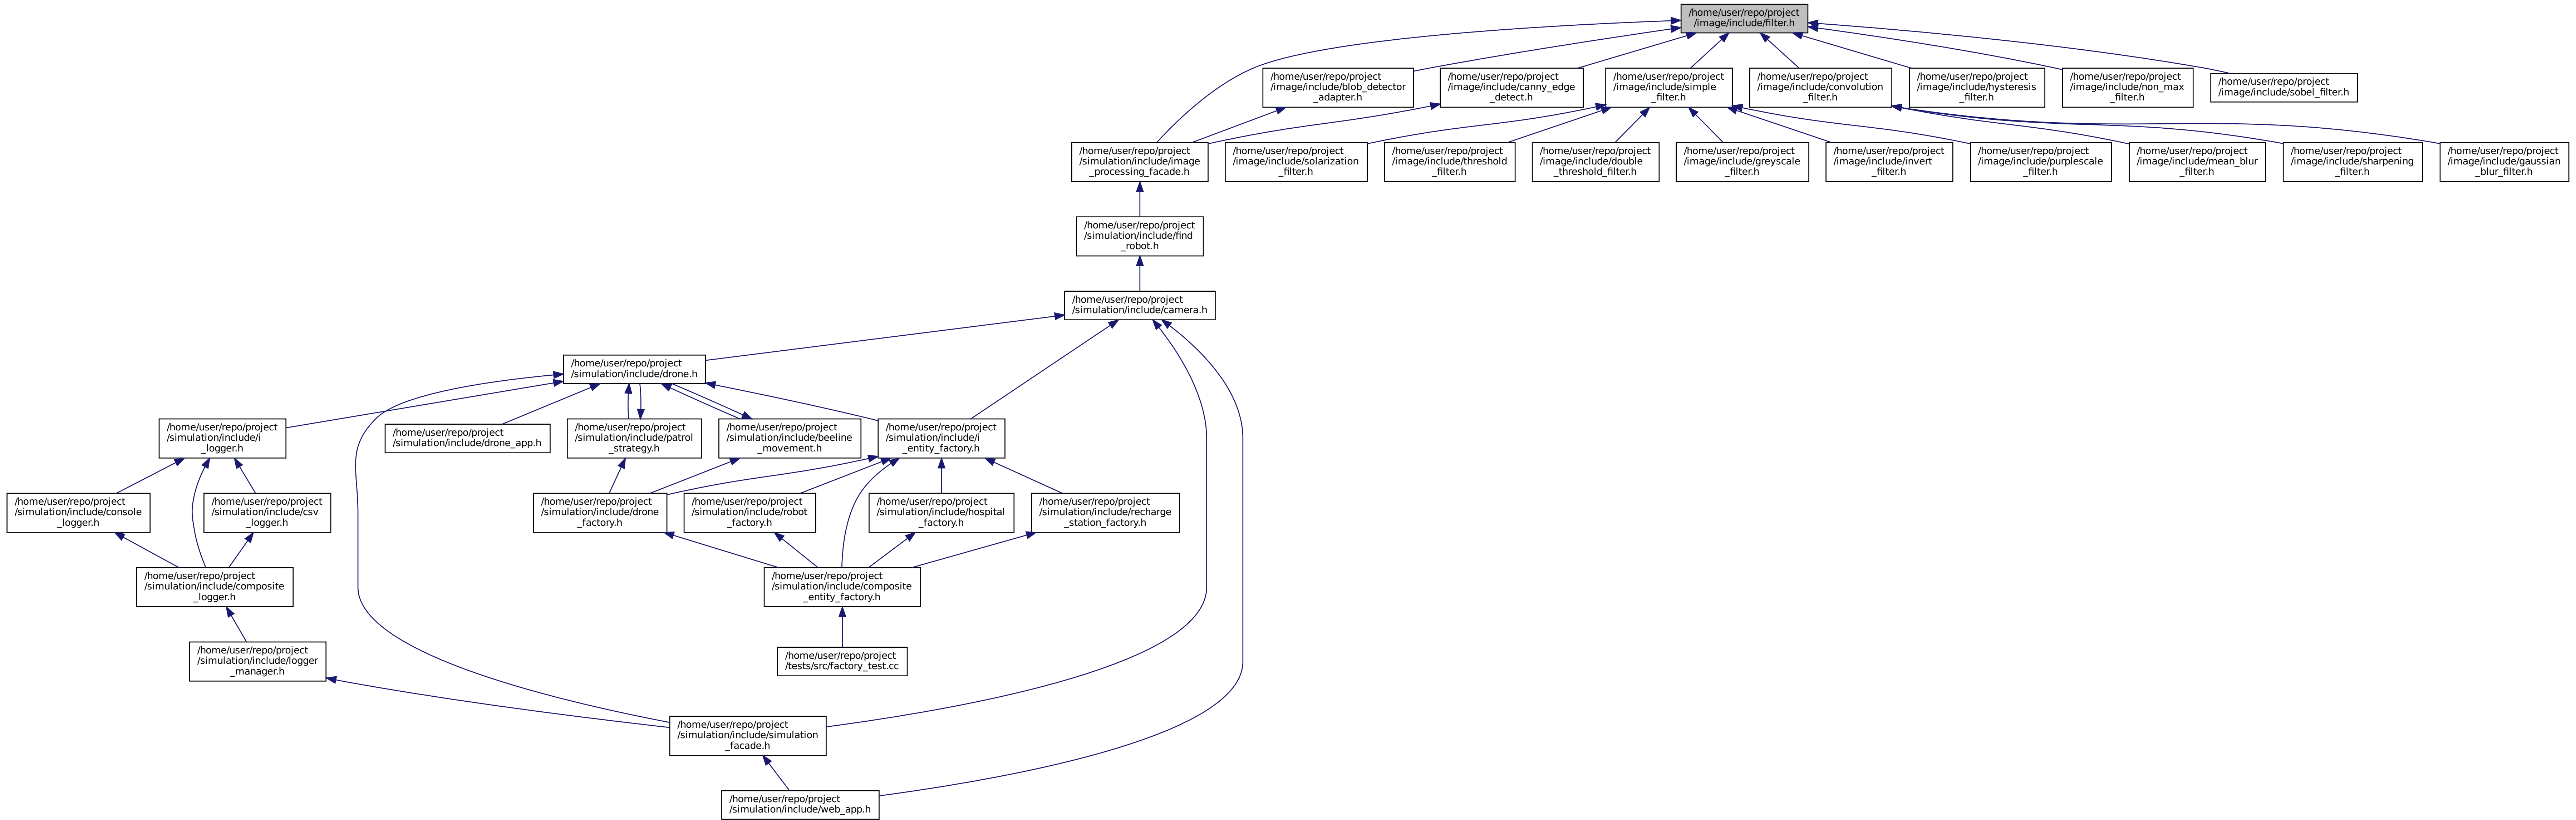 /home/user/repo/project
/image/include/filter.h
/home/user/repo/project
/image/include/blob_detector
_adapter.h
/home/user/repo/project
/image/include/canny_edge
_detect.h
/home/user/repo/project
/image/include/simple
_filter.h
/home/user/repo/project
/image/include/convolution
_filter.h
/home/user/repo/project
/image/include/hysteresis
_filter.h
/home/user/repo/project
/image/include/non_max
_filter.h
/home/user/repo/project
/image/include/sobel_filter.h
/home/user/repo/project
/simulation/include/image
_processing_facade.h
/home/user/repo/project
/image/include/solarization
_filter.h
/home/user/repo/project
/image/include/threshold
_filter.h
/home/user/repo/project
/image/include/double
_threshold_filter.h
/home/user/repo/project
/image/include/greyscale
_filter.h
/home/user/repo/project
/image/include/invert
_filter.h
/home/user/repo/project
/image/include/purplescale
_filter.h
/home/user/repo/project
/image/include/mean_blur
_filter.h
/home/user/repo/project
/image/include/sharpening
_filter.h
/home/user/repo/project
/image/include/gaussian
_blur_filter.h
/home/user/repo/project
/simulation/include/find
_robot.h
/home/user/repo/project
/simulation/include/camera.h
/home/user/repo/project
/simulation/include/drone.h
/home/user/repo/project
/simulation/include/i
_logger.h
/home/user/repo/project
/simulation/include/drone_app.h
/home/user/repo/project
/simulation/include/patrol
_strategy.h
/home/user/repo/project
/simulation/include/beeline
_movement.h
/home/user/repo/project
/simulation/include/i
_entity_factory.h
/home/user/repo/project
/simulation/include/console
_logger.h
/home/user/repo/project
/simulation/include/csv
_logger.h
/home/user/repo/project
/simulation/include/drone
_factory.h
/home/user/repo/project
/simulation/include/robot
_factory.h
/home/user/repo/project
/simulation/include/hospital
_factory.h
/home/user/repo/project
/simulation/include/recharge
_station_factory.h
/home/user/repo/project
/simulation/include/composite
_logger.h
/home/user/repo/project
/simulation/include/composite
_entity_factory.h
/home/user/repo/project
/simulation/include/logger
_manager.h
/home/user/repo/project
/tests/src/factory_test.cc
/home/user/repo/project
/simulation/include/simulation
_facade.h
/home/user/repo/project
/simulation/include/web_app.h